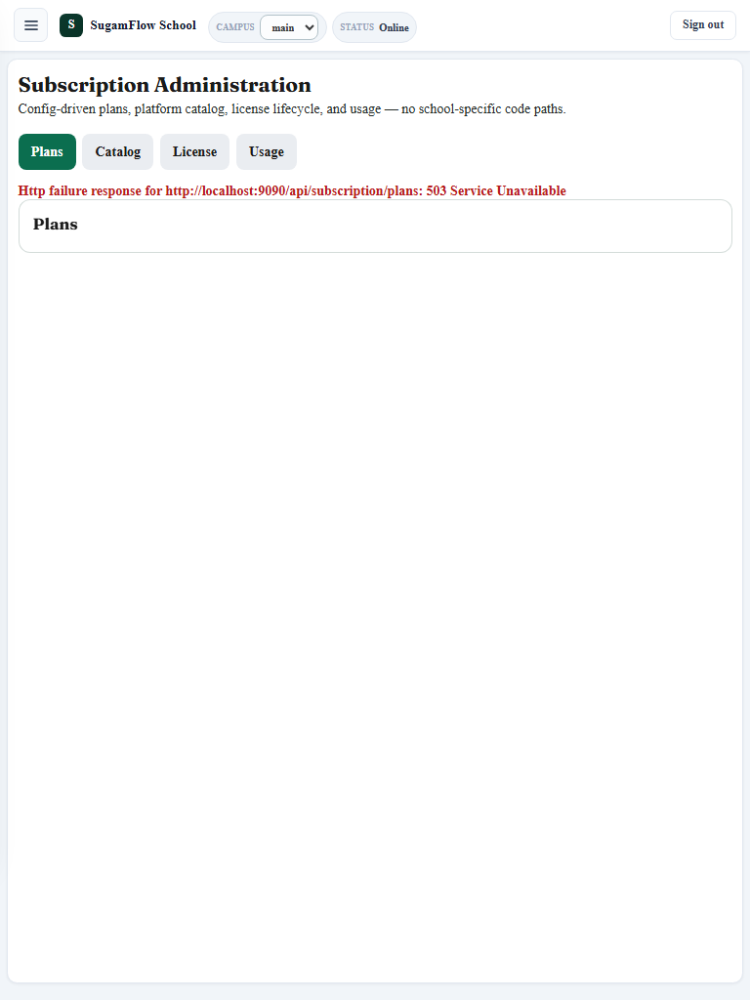 S SugamFlow School CAMPUS main STATUS Online Sign out
Subscription Administration
Config-driven plans, platform catalog, license lifecycle, and usage — no school-specific code paths.
Plans Catalog License Usage
Http failure response for http://localhost:9090/api/subscription/plans: 503 Service Unavailable
Plans